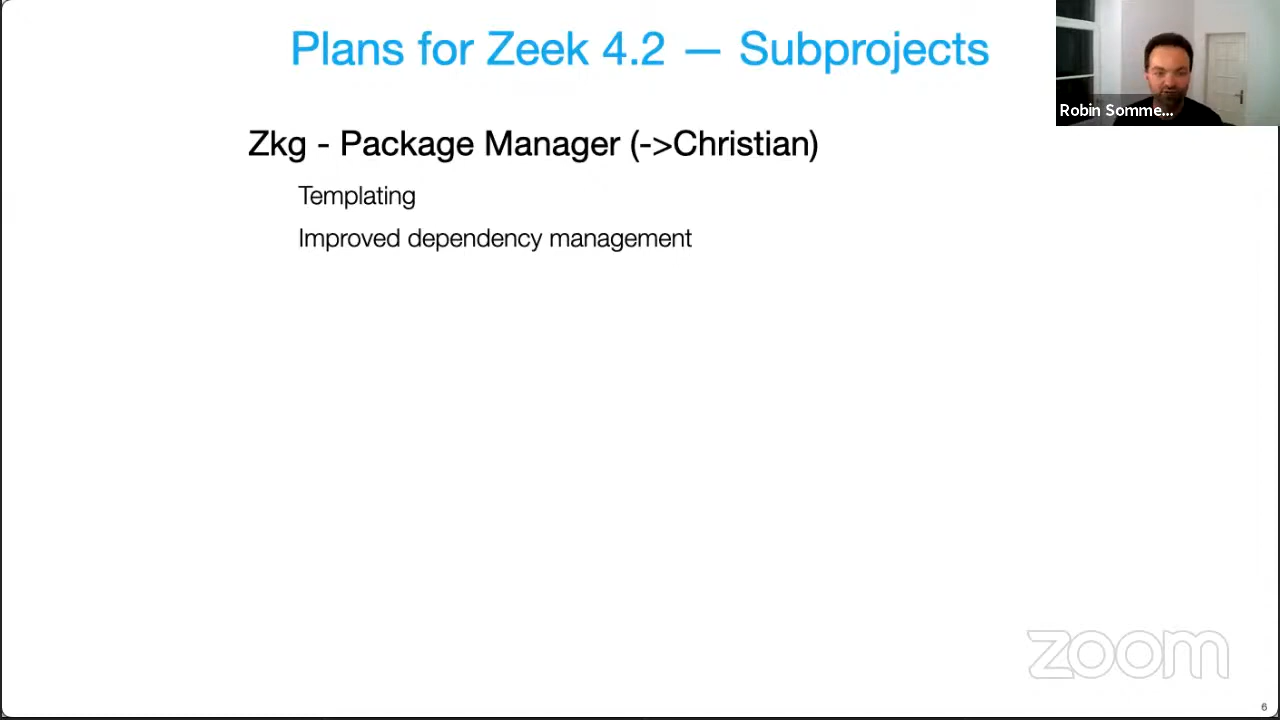 Plans for Zeek 4.2 — Subprojects
Robin Somme...
Zkg - Package Manager (->Christian)
Templating
Improved dependency management
zoom
6